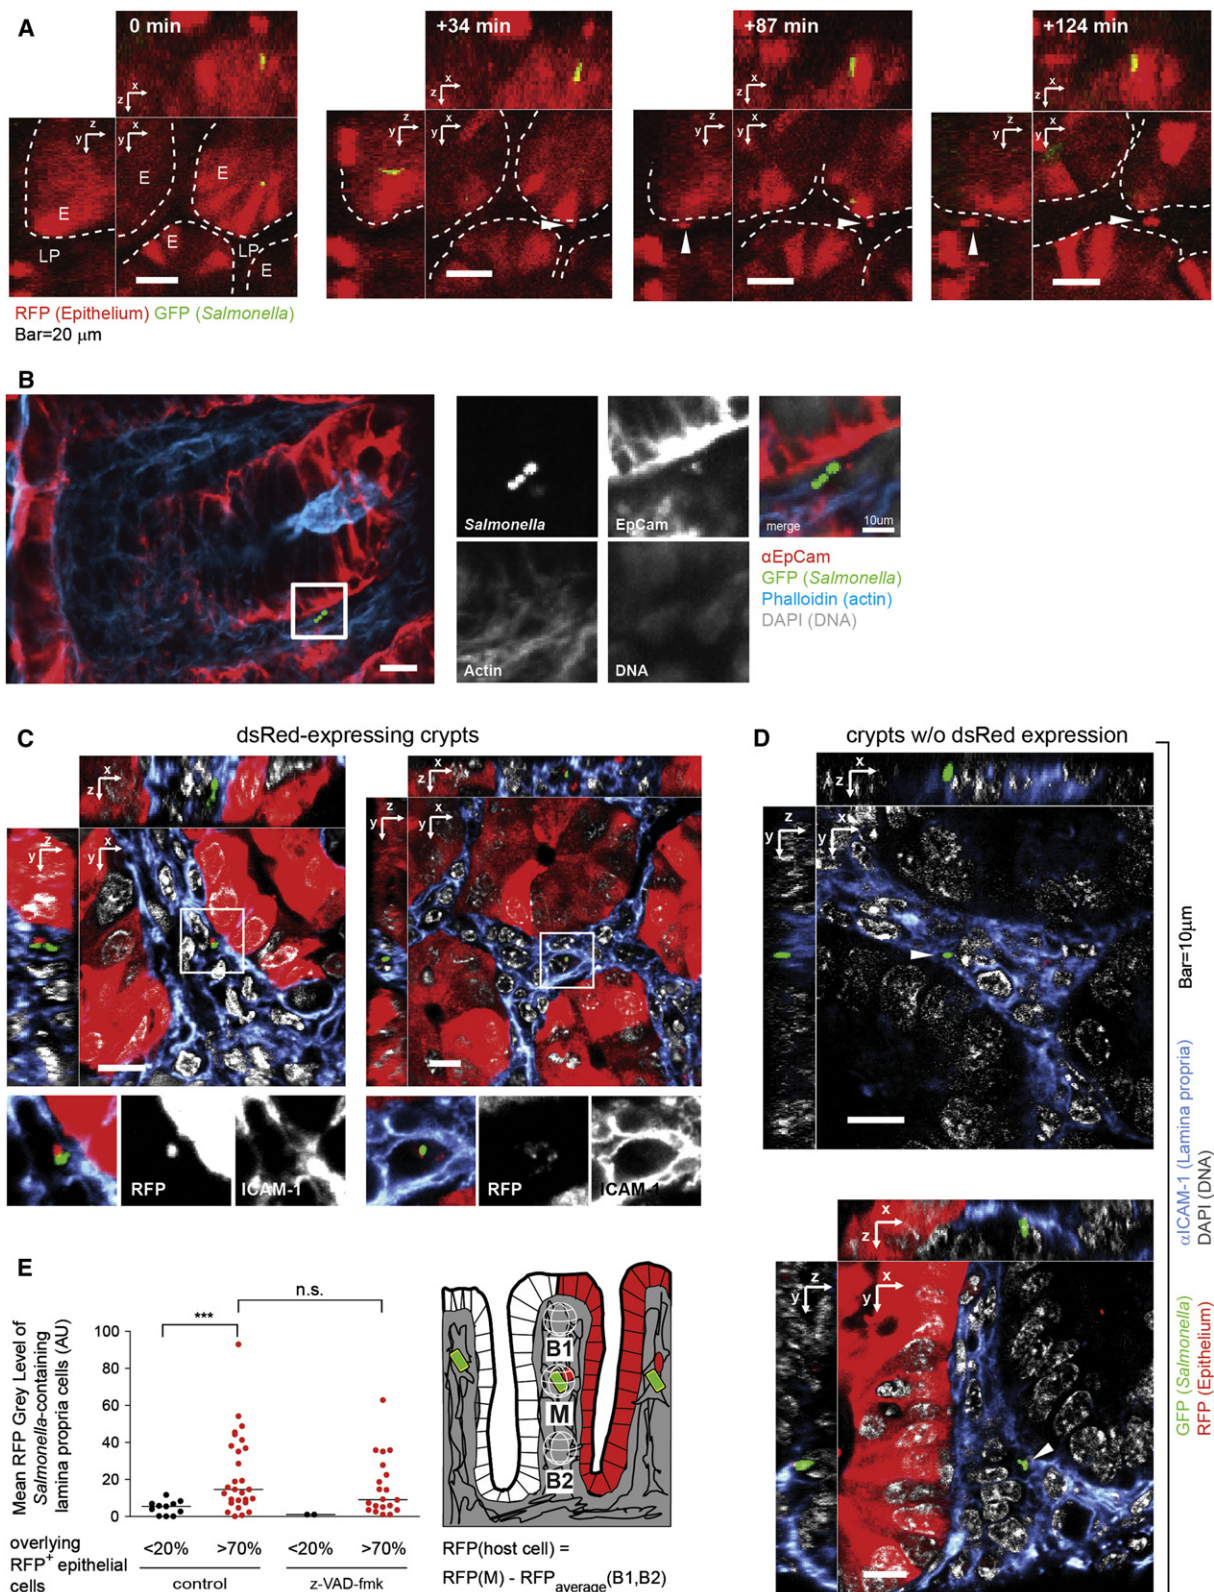 A
0 min
+34 min
+87 min
+124 min
x
z
x
z
x
z
x
z
z
y
x
y
z
y
x
y
x
y
x
y
z
y
x
y
E
E
E
E
E
LP
LP
E
RFP (Epithelium) GFP (Salmonella)
Bar=20 μm
B
Salmonella
EpCam
merge
10um
Actin
DNA
αEpCam
GFP (Salmonella)
Phalloidin (actin)
DAPI (DNA)
C
dsRed-expressing crypts
x
z
x
z
z
y
x
y
z
y
x
y
RFP
ICAM-1
RFP
ICAM-1
D
crypts w/o dsRed expression
x
z
z
y
x
y
x
z
z
y
x
y
Bar=10μm
αICAM-1 (Lamina propria)
DAPI (DNA)
GFP (Salmonella)
RFP (Epithelium)
E
Mean RFP Grey Level of
Salmonella-containing
lamina propria cells (AU)
100
80
60
40
20
0
***
n.s.
overlying
RFP+ epithelial
cells
<20% >70% <20% >70%
control z-VAD-fmk
B1
M
B2
RFP(host cell) =
RFP(M) - RFPaverage(B1,B2)